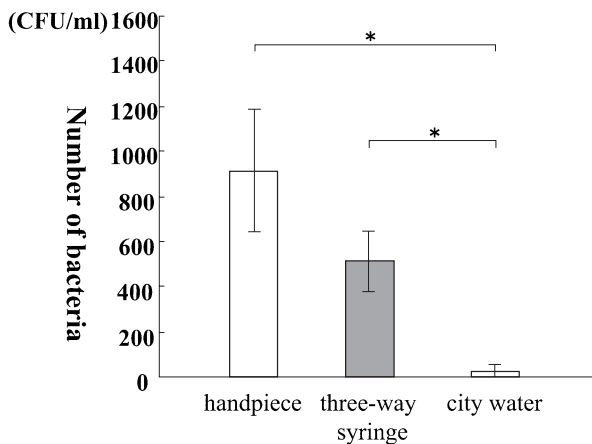 (CFU/ml)
1600
1400
1200
1000
800
600
400
200
0
Number of bacteria
*
*
handpiece
three-way
syringe
city water